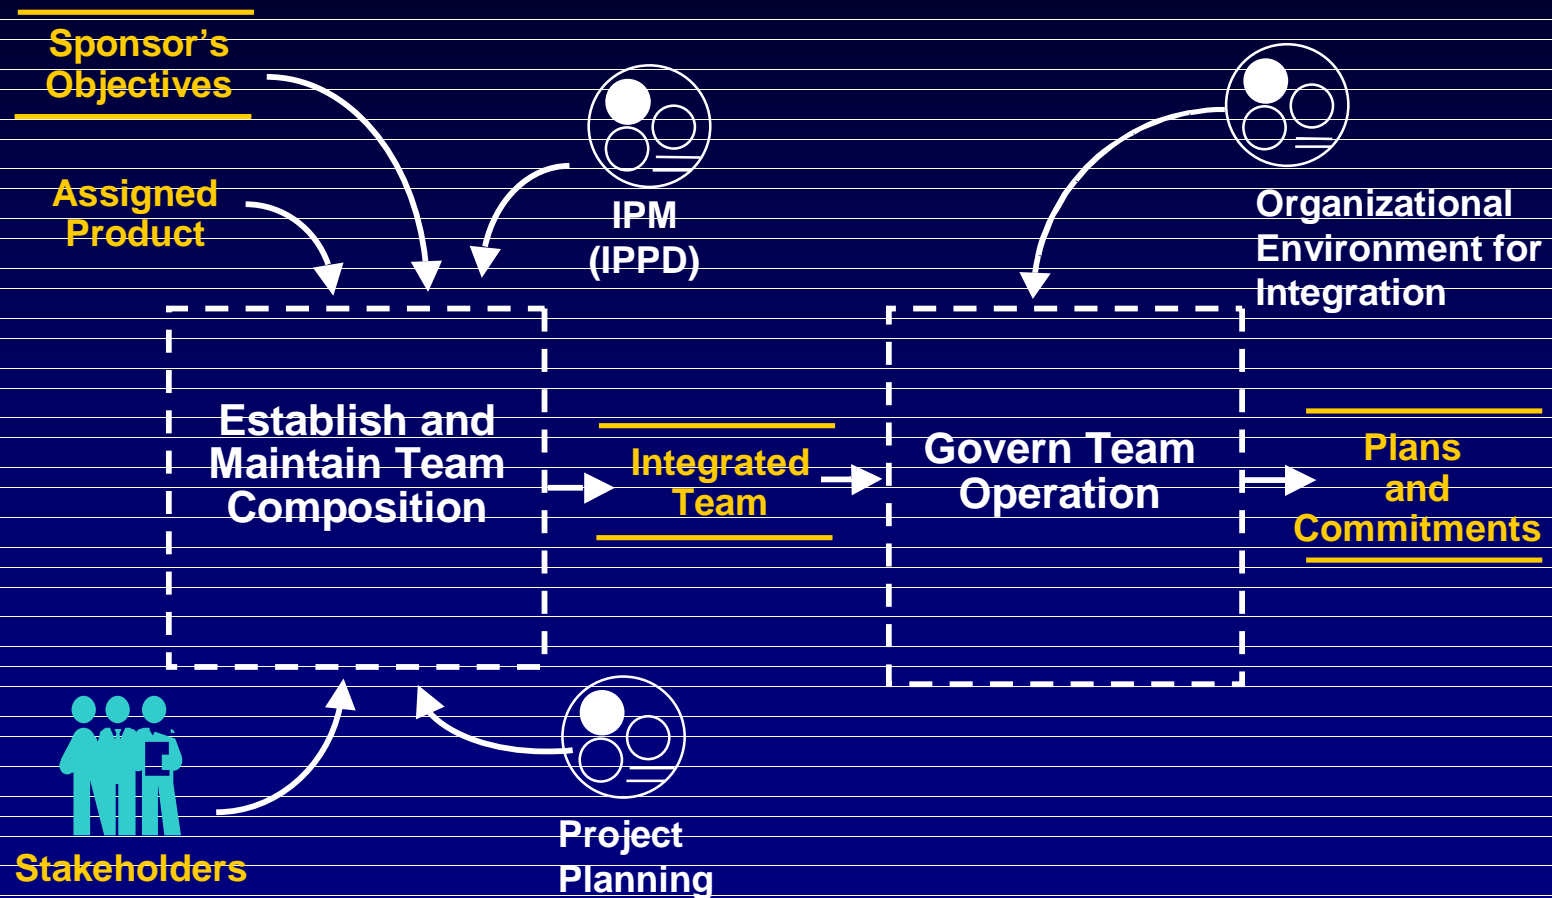 Sponsor’s
Objectives
Assigned
Product
IPM
(IPPD)
Organizational
Environment for
Integration
Establish and
Maintain Team
Composition
Integrated
Team
Govern Team
Operation
Plans
and
Commitments
Stakeholders
Project
Planning